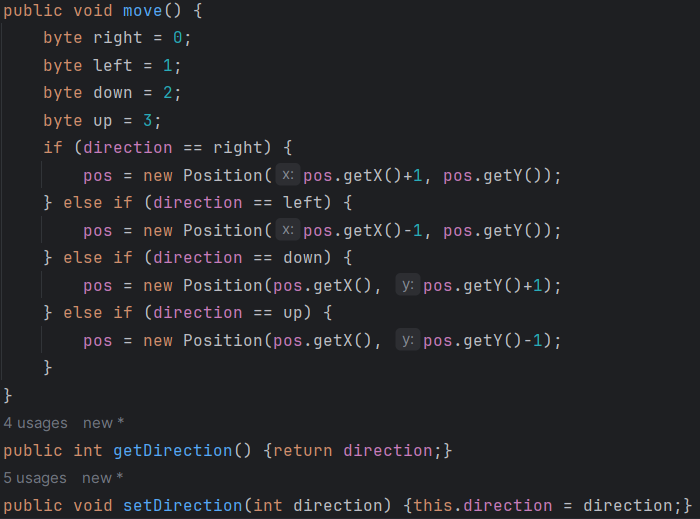 public void move() {
    byte right = 0;
    byte left = 1;
    byte down = 2;
    byte up = 3;
    if (direction == right) {
        pos = new Position( x: pos.getX()+1, pos.getY());
    } else if (direction == left) {
        pos = new Position( x: pos.getX()-1, pos.getY());
    } else if (direction == down) {
        pos = new Position(pos.getX(), y: pos.getY()+1);
    } else if (direction == up) {
        pos = new Position(pos.getX(), y: pos.getY()-1);
    }
}
4 usages new *
public int getDirection() {return direction;}
5 usages new *
public void setDirection(int direction) {this.direction = direction;}